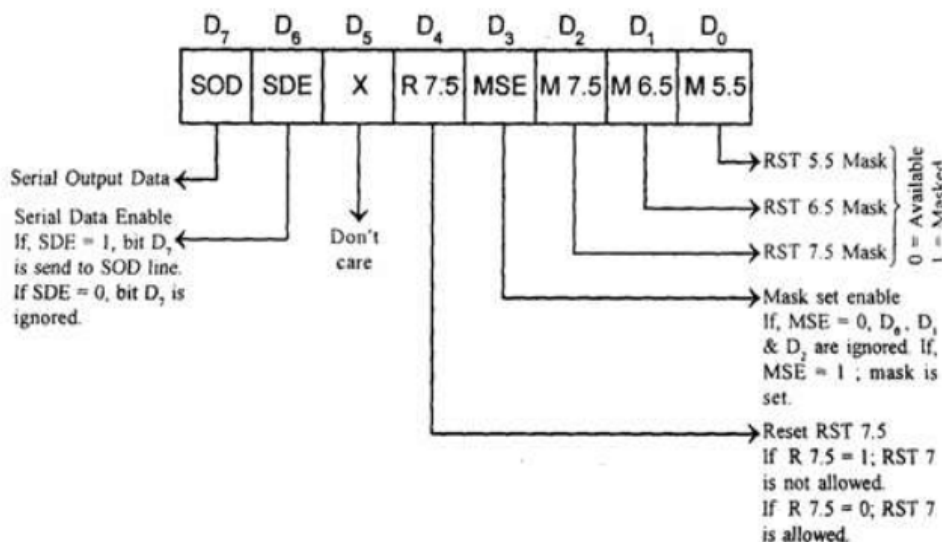 D7 D6 D5 D4 D3 D2 D1 D0
SOD SDE X R 7.5 MSE M 7.5 M 6.5 M 5.5
Serial Output Data
Serial Data Enable
If, SDE = 1, bit D7
is send to SOD line.
If SDE = 0, bit D7 is
ignored.
Don't
care
RST 5.5 Mask
RST 6.5 Mask
RST 7.5 Mask
0 = Available
1 = Masked
Mask set enable
If, MSE = 0, D0, D1
& D2 are ignored. If,
MSE = 1 ; mask is
set.
Reset RST 7.5
If R 7.5 = 1; RST 7
is not allowed.
If R 7.5 = 0; RST 7
is allowed.